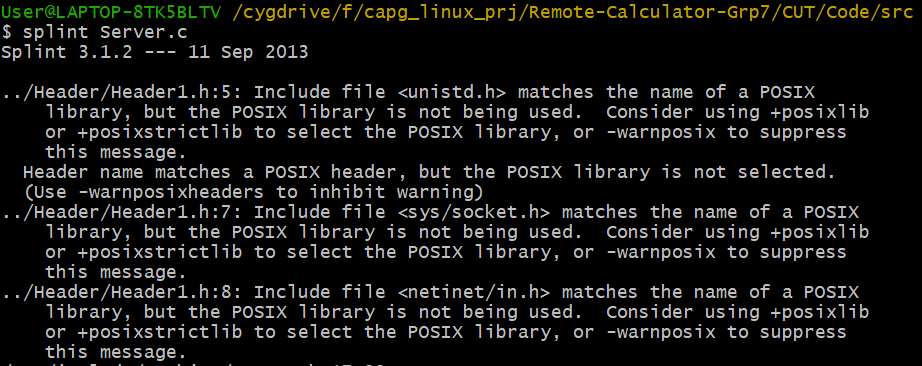 User@LAPTOP-8TK5BLTV /cygdrive/f/capg_linux_prj/Remote-Calculator-Grp7/CUT/Code/src
$ splint Server.c
Splint 3.1.2 --- 11 Sep 2013

../Header/Header1.h:5: Include file <unistd.h> matches the name of a POSIX
    library, but the POSIX library is not being used.  Consider using +posixlib
    or +posixstrictlib to select the POSIX library, or -warnposix to suppress
    this message.
  Header name matches a POSIX header, but the POSIX library is not selected.
  (Use -warnposixheaders to inhibit warning)
../Header/Header1.h:7: Include file <sys/socket.h> matches the name of a POSIX
    library, but the POSIX library is not being used.  Consider using +posixlib
    or +posixstrictlib to select the POSIX library, or -warnposix to suppress
    this message.
../Header/Header1.h:8: Include file <netinet/in.h> matches the name of a POSIX
    library, but the POSIX library is not being used.  Consider using +posixlib
    or +posixstrictlib to select the POSIX library, or -warnposix to suppress
    this message.